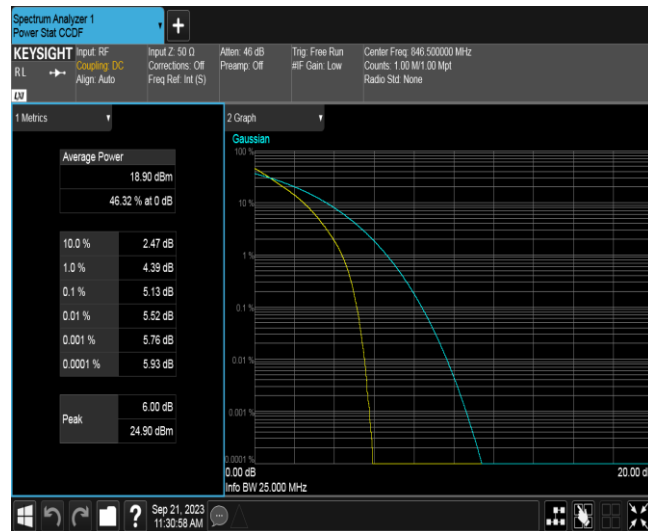 Spectrum Analyzer 1
Power Stat CCDF
+
KEYSIGHT
RL
LXI
Input: RF
Coupling: DC
Align: Auto
Input Z: 50 Ω
Corrections: Off
Freq Ref: Int (S)
Atten: 46 dB
Preamp: Off
Trig: Free Run
#IF Gain: Low
Center Freq: 846.500000 MHz
Counts: 1.00 M/1.00 Mpt
Radio Std: None
1 Metrics
Average Power
18.90 dBm
46.32 % at 0 dB
10.0 % 2.47 dB
1.0 % 4.39 dB
0.1 % 5.13 dB
0.01 % 5.52 dB
0.001 % 5.76 dB
0.0001 % 5.93 dB
Peak
6.00 dB
24.90 dBm
2 Graph
Gaussian
100 %
10 %
1 %
0.1 %
0.01 %
0.001 %
0.0001 %
0.00 dB
20.00 d
Info BW 25.000 MHz
?
Sep 21, 2023
11:30:58 AM